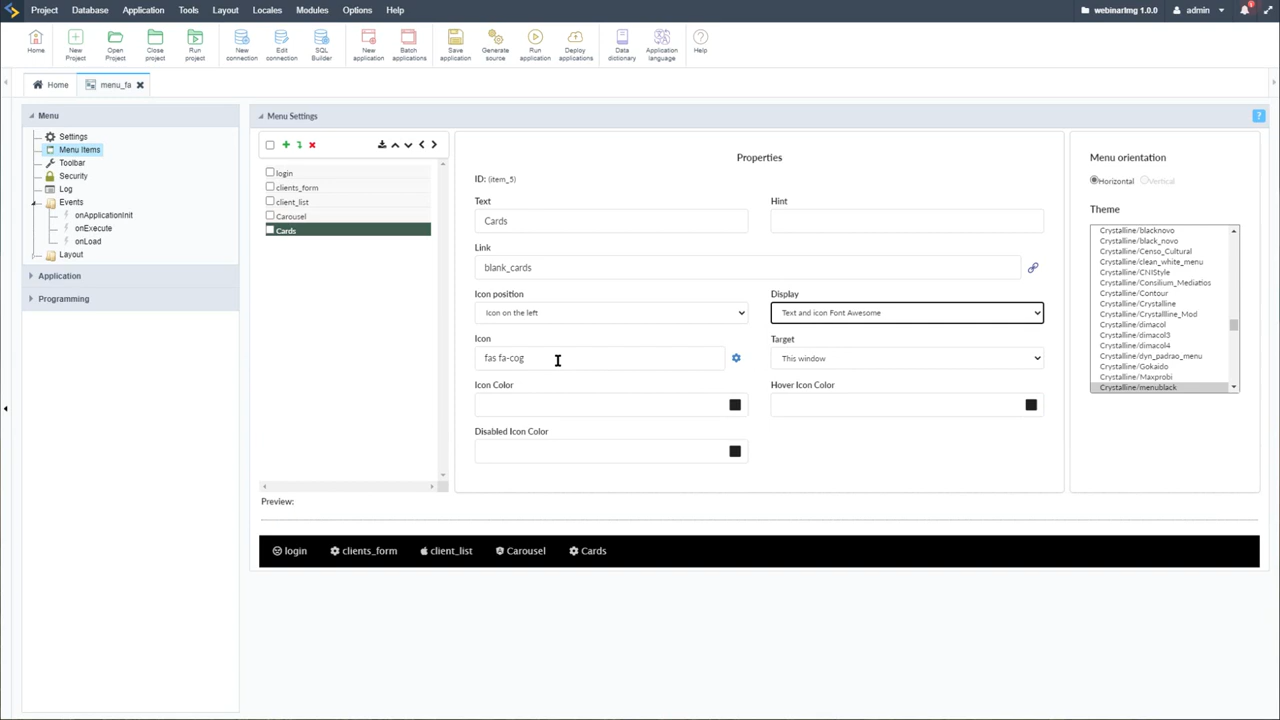 Project Database Application Tools Layout Locales Modules Options Help webinarImg 1.0.0 admin
Home New Project Open Project Close project Run project New connection Edit connection SQL Builder New application Batch applications Save application Generate source Run application Deploy applications Data dictionary Application language Help
Home menu_fa
Menu
Settings
Menu Items
Toolbar
Security
Log
Events
onApplicationInit
onExecute
onLoad
Layout
Application
Programming
Menu Settings
?
login
clients_form
client_list
Carousel
Cards
Properties
ID: (item_5)
Text
Cards
Hint
Link
blank_cards
Icon position
Icon on the left
Display
Text and icon Font Awesome
Icon
fas fa-cog
Target
This window
Icon Color
Hover Icon Color
Disabled Icon Color
Menu orientation
Horizontal Vertical
Theme
Crystalline/blacknovo
Crystalline/black_novo
Crystalline/Censo_Cultural
Crystalline/clean_white_menu
Crystalline/CNIStyle
Crystalline/Consilium_Mediatios
Crystalline/Contour
Crystalline/Crystalline
Crystalline/Crystallline_Mod
Crystalline/dimacol
Crystalline/dimacol3
Crystalline/dimacol4
Crystalline/dyn_padrao_menu
Crystalline/Gokaido
Crystalline/Maxprobi
Crystalline/menublack
Preview:
login clients_form client_list Carousel Cards